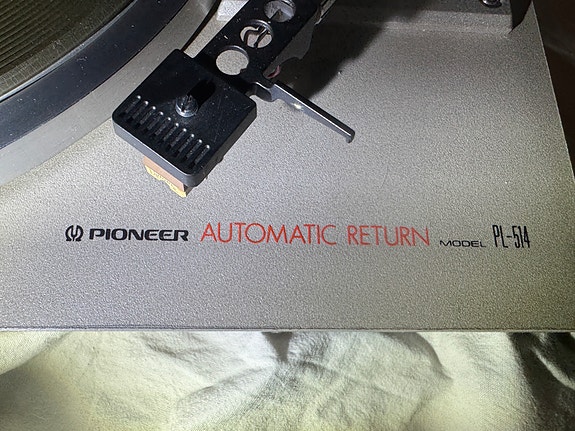 PIONEER AUTOMATIC RETURN MODEL PL-514